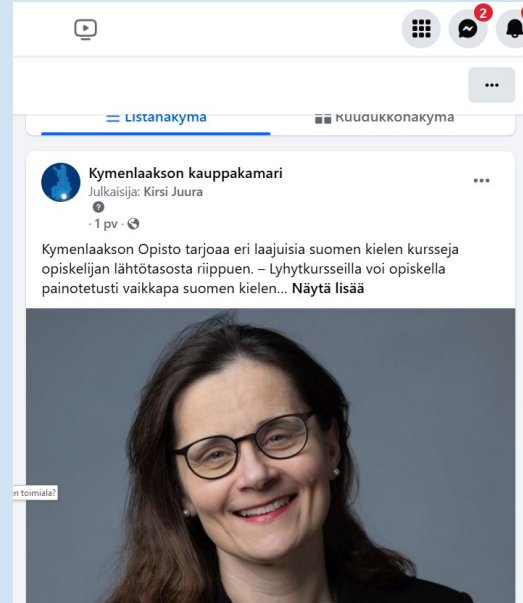 2
...
Listanäkymä
Ruudukkonäkymä
Kymenlaakson kauppakamari
Julkaisija: Kirsi Juura
?
· 1 pv ·
Kymenlaakson Opisto tarjoaa eri laajuisia suomen kielen kursseja
opiskelijan lähtötasosta riippuen. – Lyhytkursseilla voi opiskella
painotetusti vaikkapa suomen kielen... Näytä lisää
n toimiala?